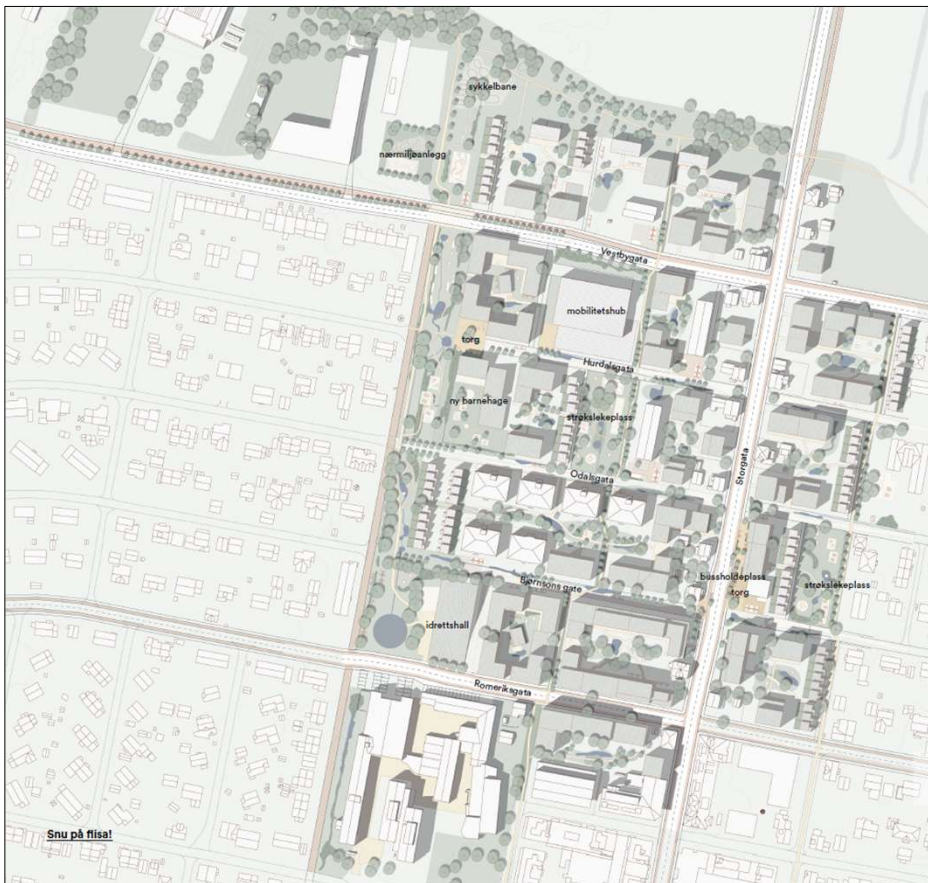 sykkelbane
nærmiljøanlegg
Vestbygata
mobilitetshub
torg
Hurdalsgata
ny barnehage
strøkslekeplass
Storgata
Odalsgata
bussholdeplass
torg
strøkslekeplass
Bjørnsons gate
idrettshall
Romeriksgata
Snu på flisa!